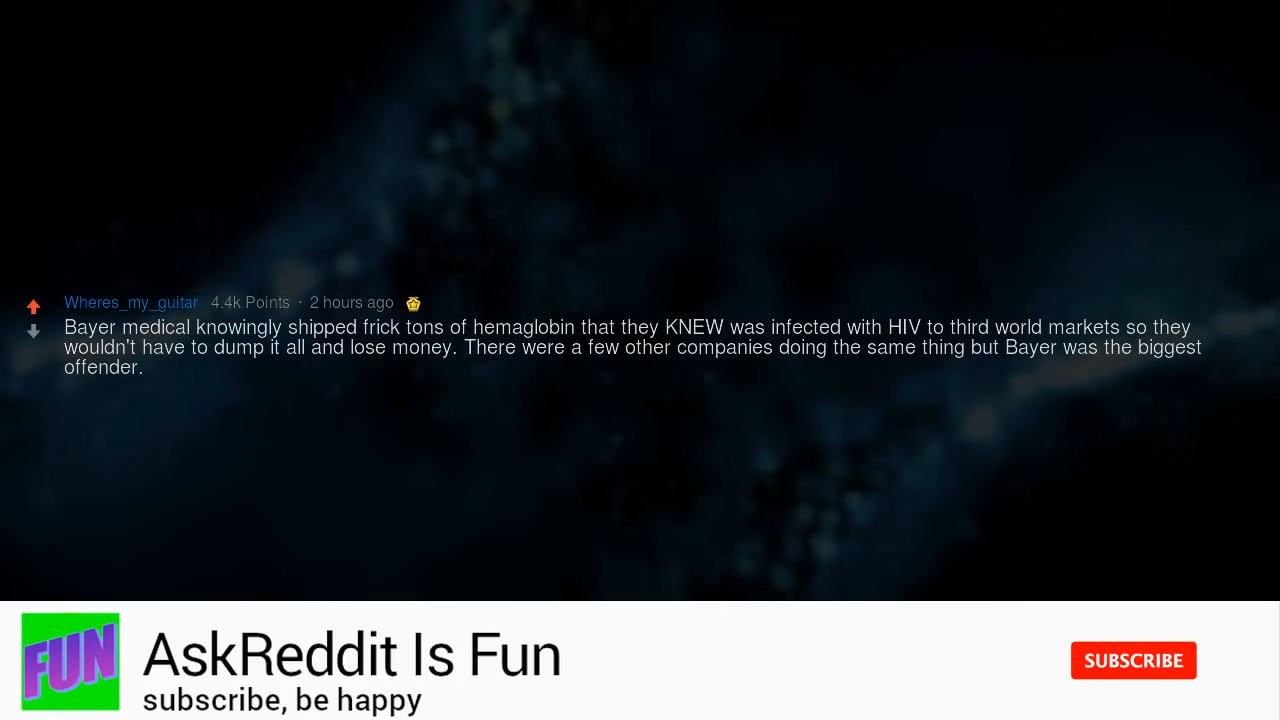 Wheres_my_guitar 4.4k Points · 2 hours ago
Bayer medical knowingly shipped frick tons of hemaglobin that they KNEW was infected with HIV to third world markets so they
wouldn't have to dump it all and lose money. There were a few other companies doing the same thing but Bayer was the biggest
offender.
FUN
AskReddit Is Fun
subscribe, be happy
SUBSCRIBE